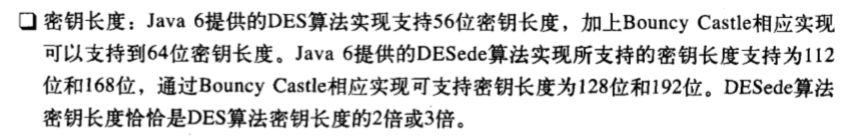 ❑ 密钥长度：Java 6提供的DES算法实现支持56位密钥长度，加上Bouncy Castle相应实现
可以支持到64位密钥长度。Java 6提供的DESede算法实现所支持的密钥长度支持为112
位和168位，通过Bouncy Castle相应实现可支持密钥长度为128位和192位。DESede算法
密钥长度恰恰是DES算法密钥长度的2倍或3倍。